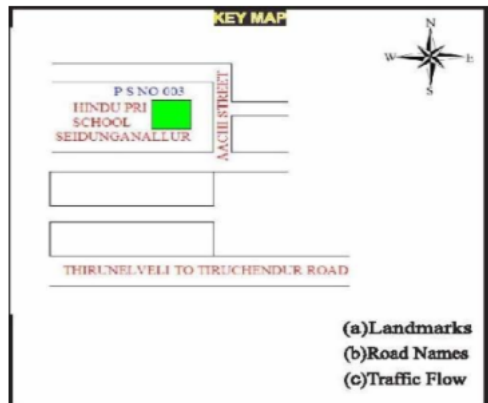 KEY MAP
N
W E
S
P S NO 003
HINDU PRI
SCHOOL
SEIDUNGANALLUR
AACHI STREET
THIRUNELVELI TO TIRUCHENDUR ROAD
(a)Landmarks
(b)Road Names
(c)Traffic Flow